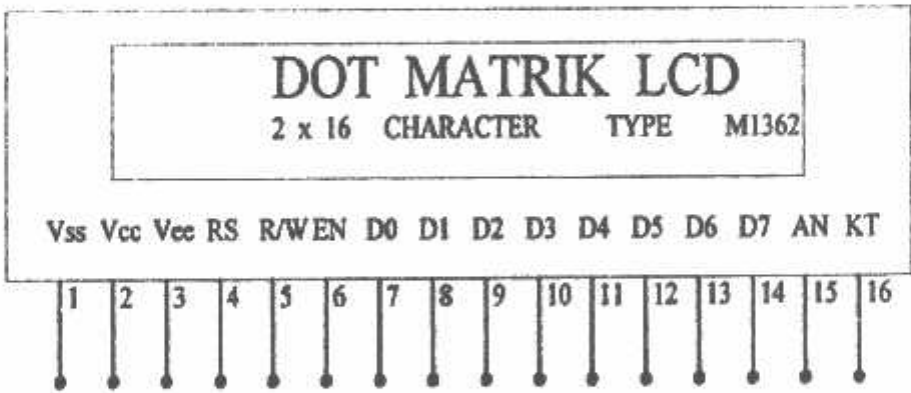 DOT MATRIK LCD
2 x 16 CHARACTER TYPE M1362
Vss Vcc Vee RS R/W EN D0 D1 D2 D3 D4 D5 D6 D7 AN KT
1 2 3 4 5 6 7 8 9 10 11 12 13 14 15 16